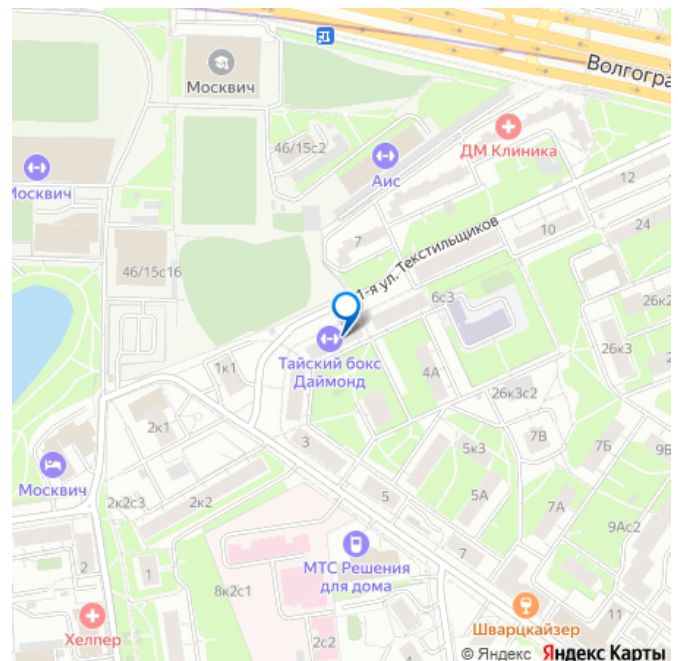 Волгогра
Москвич
46/15с2
ДМ Клиника
Аис
Москвич
12
24
10
7
1-я ул. Текстильщиков
46/15с16
6с3
26к2
26к3
Тайский бокс
Даймонд
4А
1к1
26к3с2
2к1
7В
3
5к3
7Б
9Б
Москвич
2к2с3
2к2
5
5А
7А
9Ас2
МТС Решения
для дома
7
2
1
8к2с1
Хелпер
2с2
Шварцкайзер
11
© Яндекс Яндекс Карты